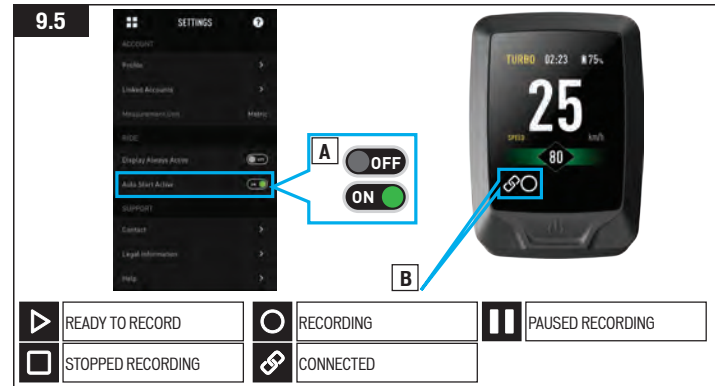 9.5
SETTINGS
?
ACCOUNT
Profile
Linked Accounts
Measurement Unit Metric
RIDE
Display Always Active OFF
Auto Start Active ON
SUPPORT
Contact
Legal Information
Help
A
OFF
ON
TURBO 02:23 75%
25
SPEED km/h
80
B
READY TO RECORD
RECORDING
PAUSED RECORDING
STOPPED RECORDING
CONNECTED